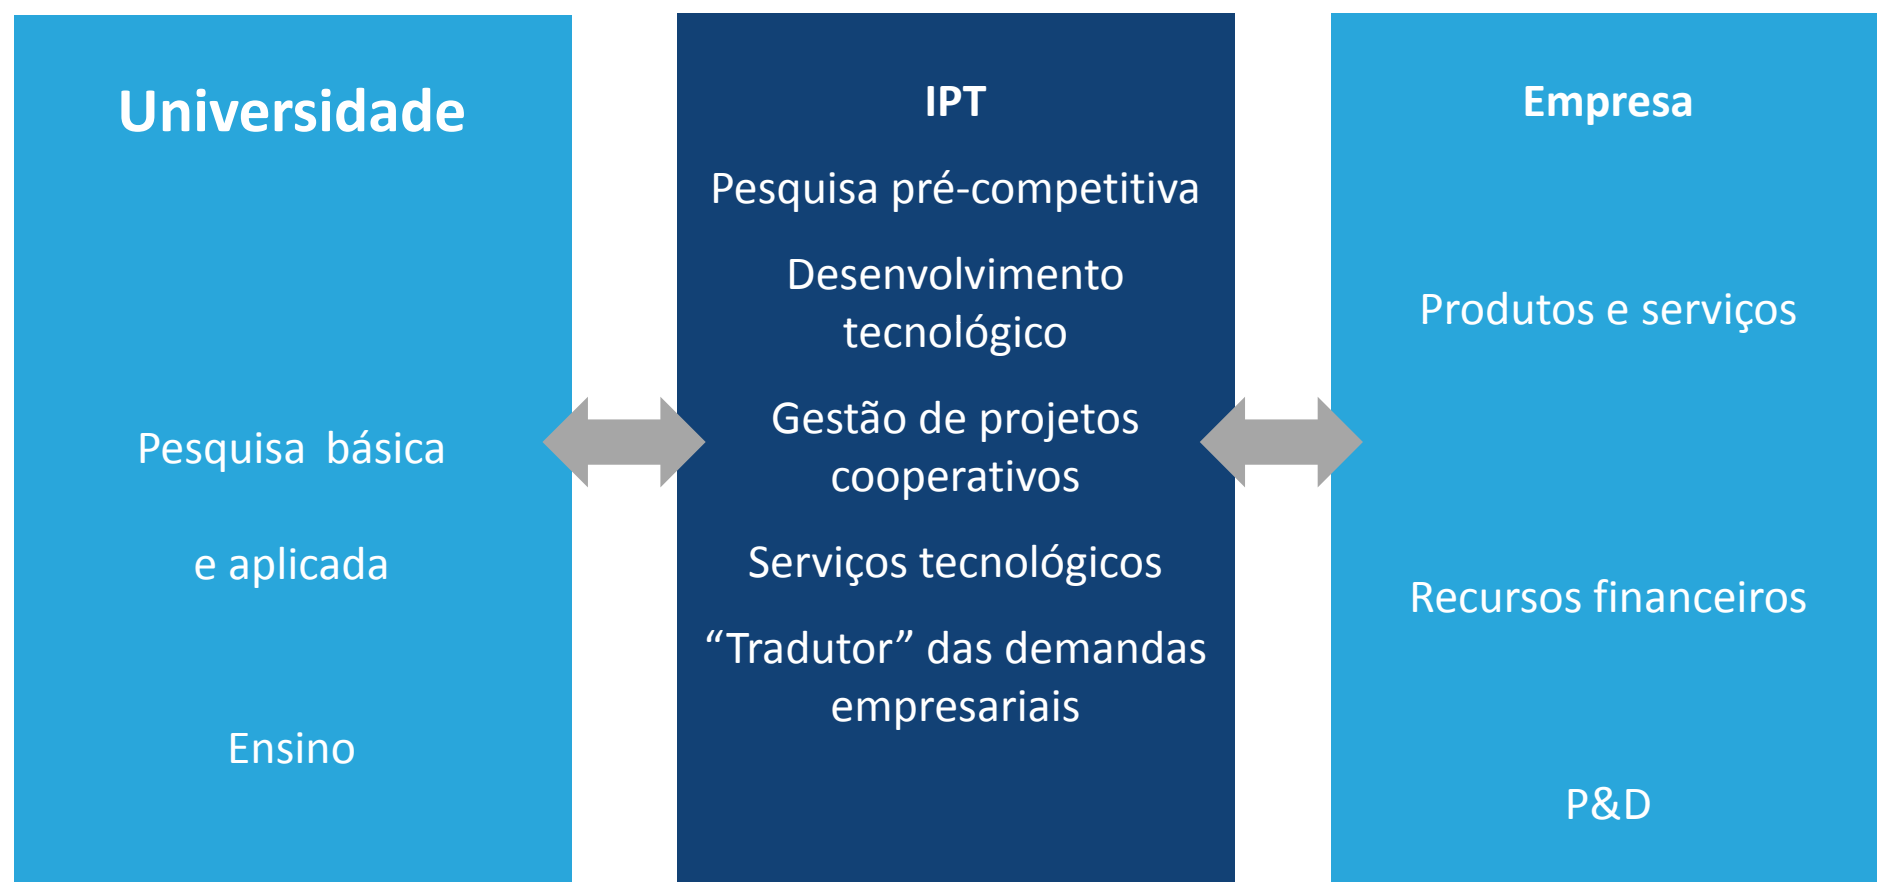 Universidade
Pesquisa básica
e aplicada
Ensino
IPT
Pesquisa pré-competitiva
Desenvolvimento
tecnológico
Gestão de projetos
cooperativos
Serviços tecnológicos
“Tradutor” das demandas
empresariais
Empresa
Produtos e serviços
Recursos financeiros
P&D